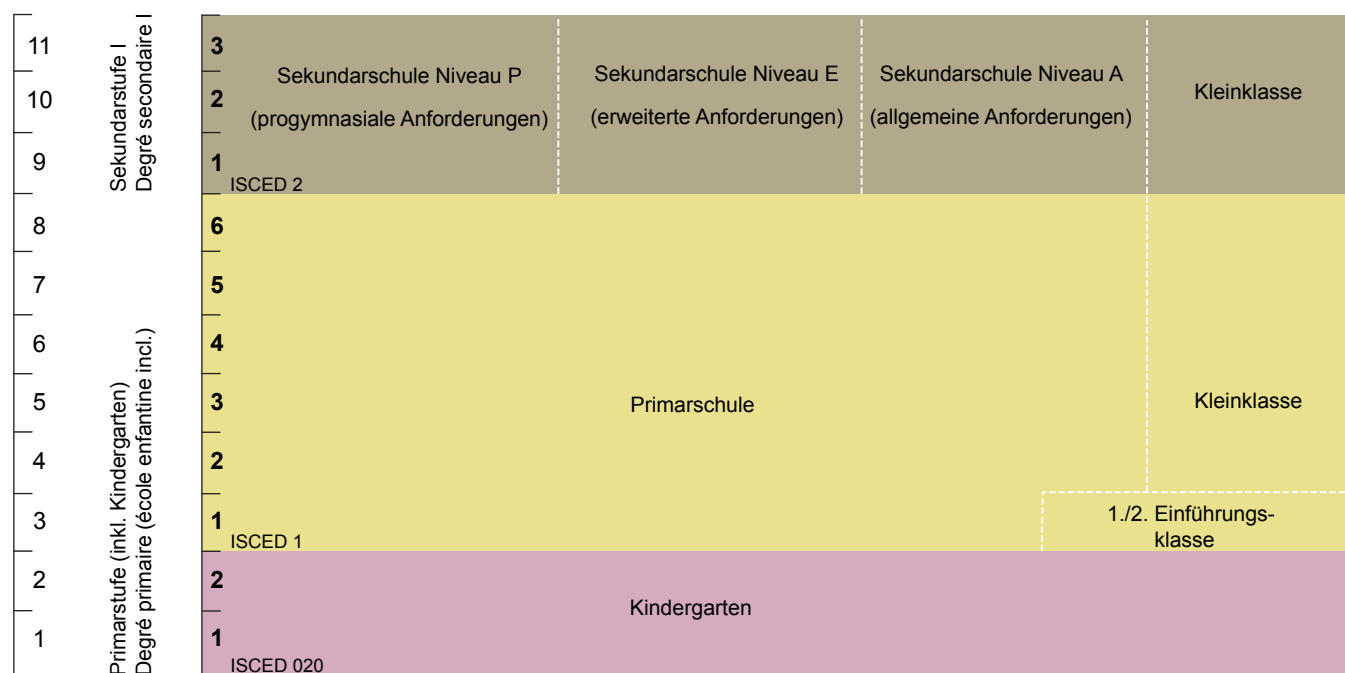 11
10
9
8
7
6
5
4
3
2
1
Sekundarstufe I
Degré secondaire I
Primarstufe (inkl. Kindergarten)
Degré primaire (école enfantine incl.)
3
2
1
ISCED 2
Sekundarschule Niveau P
(progymnasiale Anforderungen)
Sekundarschule Niveau E
(erweiterte Anforderungen)
Sekundarschule Niveau A
(allgemeine Anforderungen)
Kleinklasse
6
5
4
3
2
1
ISCED 1
Primarschule
Kleinklasse
1./2. Einführungs-
klasse
2
1
ISCED 020
Kindergarten